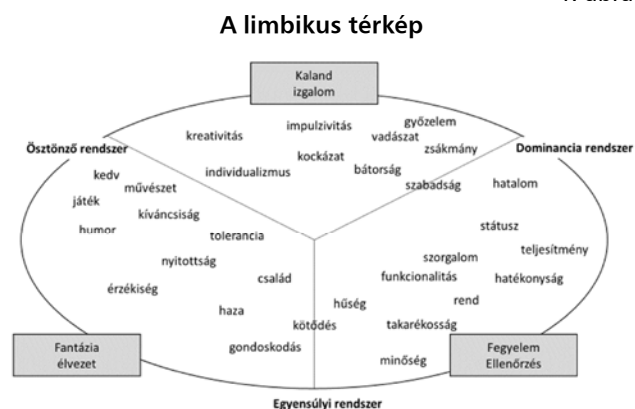 A limbikus térkép
Kaland
izgalom
győzelem
impulzivitás
kreativitás
vadászat
zsákmány
Ösztönző rendszer
Dominancia rendszer
kockázat
individualizmus
bátorság
kedv
szabadság
hatalom
művészet
játék
kíváncsiság
humor
státusz
tolerancia
teljesítmény
nyitottság
szorgalom
család
funkcionalitás
hatékonyság
érzékiség
hűség
rend
haza
kötődés
takarékosság
Fantázia
élvezet
gondoskodás
Fegyelem
Ellenőrzés
minőség
Egyensúlyi rendszer